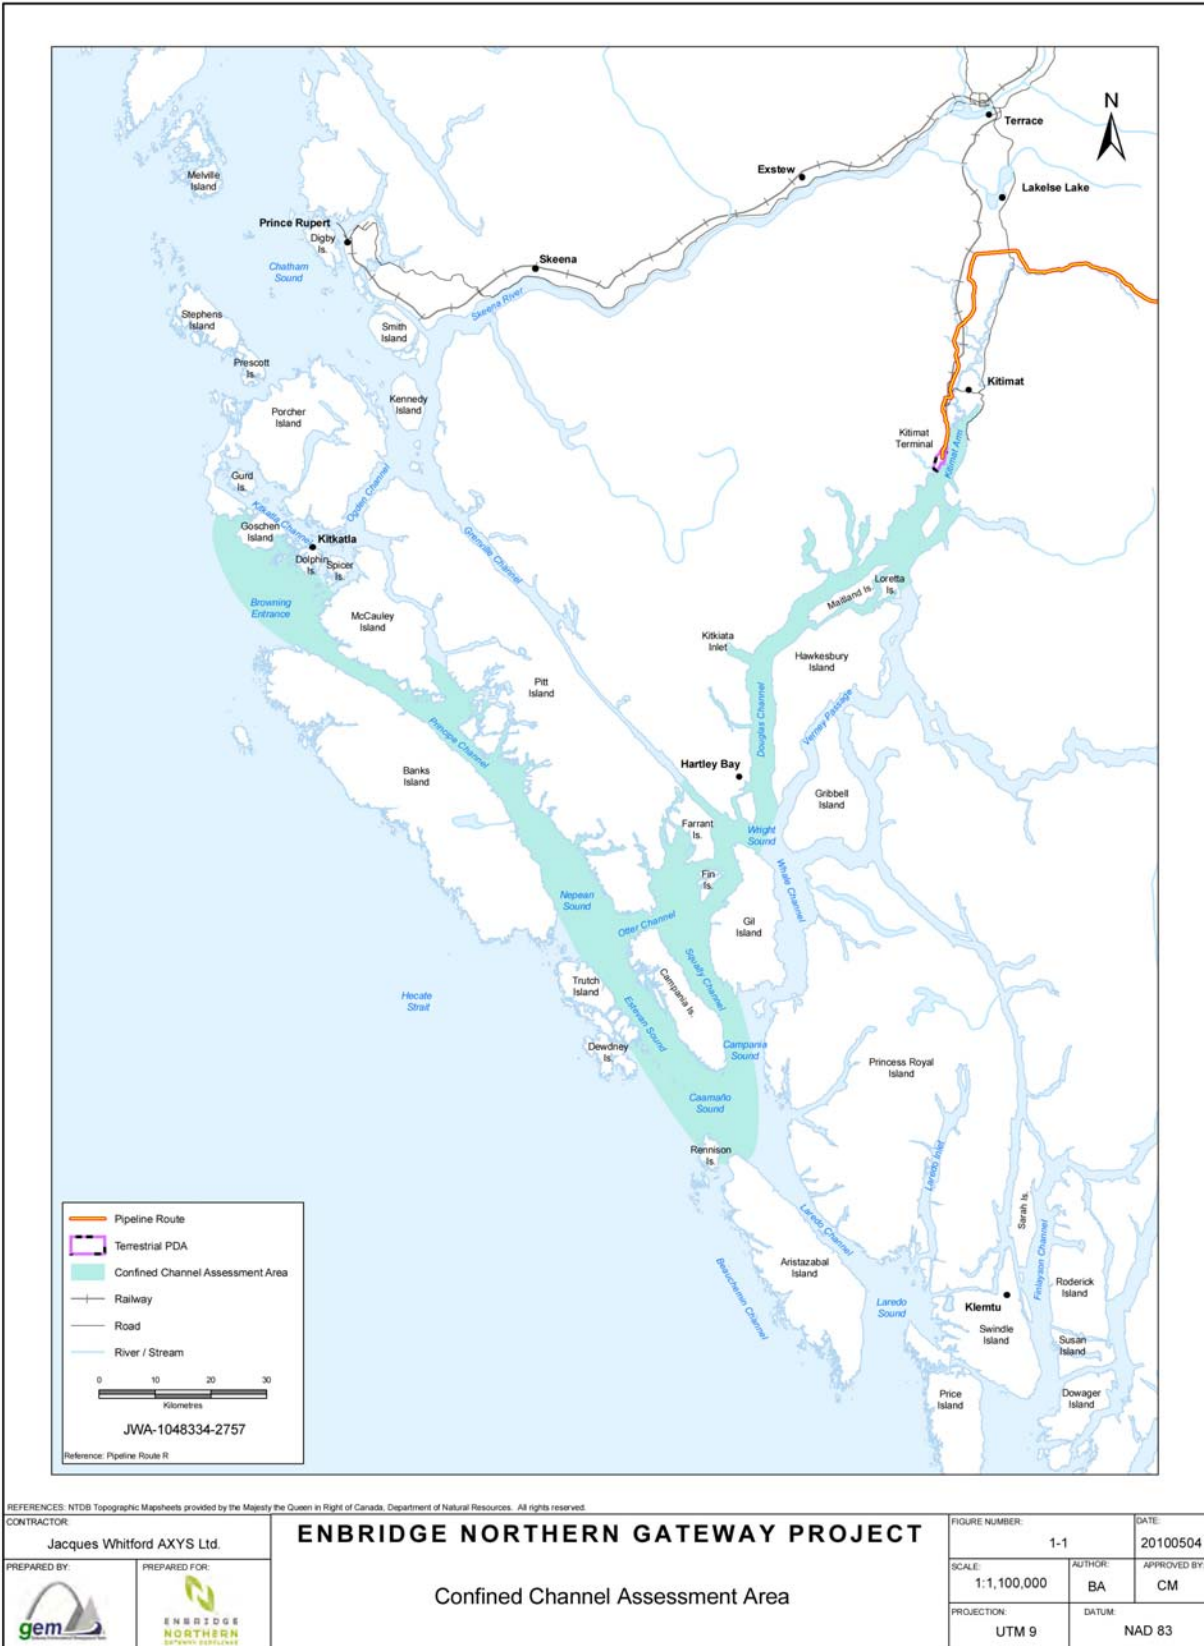 N
Terrace
Exstew
Lakelse Lake
Melville
Island
Prince Rupert
Digby
Is.
Skeena
Chatham
Sound
Skeena River
Stephens
Island
Smith
Island
Prescott
Is.
Kennedy
Island
Porcher
Island
Kitimat
Kitimat
Terminal
Kitimat Arm
Gurd
Is.
Ogden Channel
Kitkatla Channel
Goschen
Island
Kitkatla
Dolphin
Is.
Spicer
Is.
Grenville Channel
Loretta
Is.
Maitland Is.
Browning
Entrance
McCauley
Island
Kitkiata
Inlet
Hawkesbury
Island
Pitt
Island
Douglas Channel
Verney Passage
Principe Channel
Banks
Island
Hartley Bay
Gribbell
Island
Farrant
Is.
Wright
Sound
Whale Channel
Fin
Is.
Nepean
Sound
Otter Channel
Gil
Island
Squally Channel
Campania Is.
Trutch
Island
Hecate
Strait
Estevan Sound
Dewdney
Is.
Campania
Sound
Princess Royal
Island
Caamaño
Sound
Rennison
Is.
Laredo Inlet
Laredo Channel
Sarah Is.
Finlayson Channel
Aristazabal
Island
Beauchemin Channel
Laredo
Sound
Klemtu
Swindle
Island
Roderick
Island
Susan
Island
Price
Island
Dowager
Island
Pipeline Route
Terrestrial PDA
Confined Channel Assessment Area
Railway
Road
River / Stream
0 10 20 30
Kilometres
JWA-1048334-2757
Reference: Pipeline Route R
REFERENCES: NTDB Topographic Mapsheets provided by the Majesty the Queen in Right of Canada, Department of Natural Resources. All rights reserved.
CONTRACTOR:
Jacques Whitford AXYS Ltd.
PREPARED BY:
gem
PREPARED FOR:
ENBRIDGE
NORTHERN
GATEWAY PIPELINES
ENBRIDGE NORTHERN GATEWAY PROJECT
Confined Channel Assessment Area
FIGURE NUMBER:
1-1
DATE:
20100504
SCALE:
1:1,100,000
AUTHOR:
BA
APPROVED BY:
CM
PROJECTION:
UTM 9
DATUM:
NAD 83